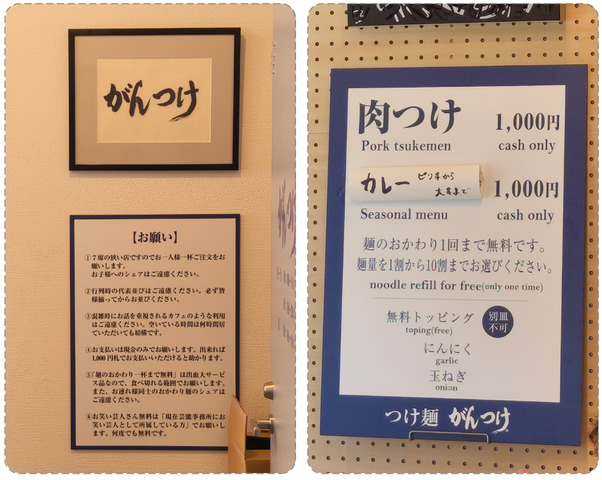 がんつけ
【お願い】
①7席の狭い店ですのでお一人様一杯ご注文をお
願いします。
お子様へのシェアはご遠慮ください。
②行列時の代表並びはご遠慮ください。必ず皆
様揃ってからお並びください。
③混雑時にお話を重視されるカフェのような利用
はご遠慮ください。空いている時間は何時間居
ていただいても結構です。
④お支払いは現金のみでお願いします。出来れば
1,000円札でお支払いいただけると助かります。
⑤「麺のおかわり一杯まで無料」は出血大サービ
ス品なので、食べ切れる範囲でお願いします。
また、お連れ様同士のおかわり麺のシェアは
ご遠慮ください。
⑥お笑い芸人さん無料は「現在芸能事務所にお
笑い芸人として所属している方」でお願いしま
す。何度でも無料です。
肉つけ 1,000円
Pork tsukemen cash only
カレー ピリ辛から
大辛まで
1,000円
Seasonal menu cash only
麺のおかわり1回まで無料です。
麺量を1割から10割までお選びください。
noodle refill for free(only one time)
無料トッピング 別皿
不可
toping(free)
にんにく
garlic
玉ねぎ
onion
つけ麺 がんつけ